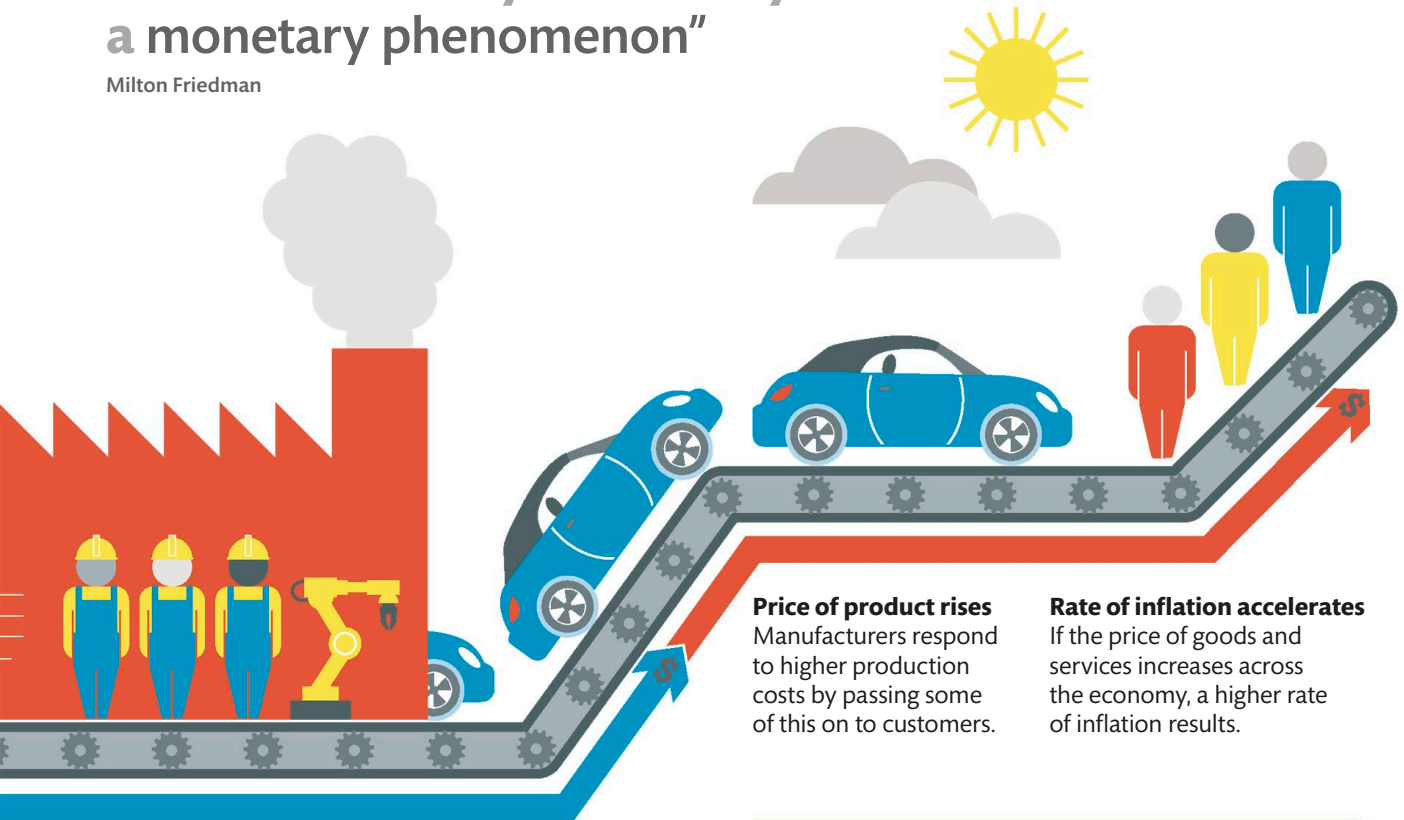 a monetary phenomenon”
Milton Friedman
$
$
Price of product rises
Manufacturers respond
to higher production
costs by passing some
of this on to customers.
Rate of inflation accelerates
If the price of goods and
services increases across
the economy, a higher rate
of inflation results.